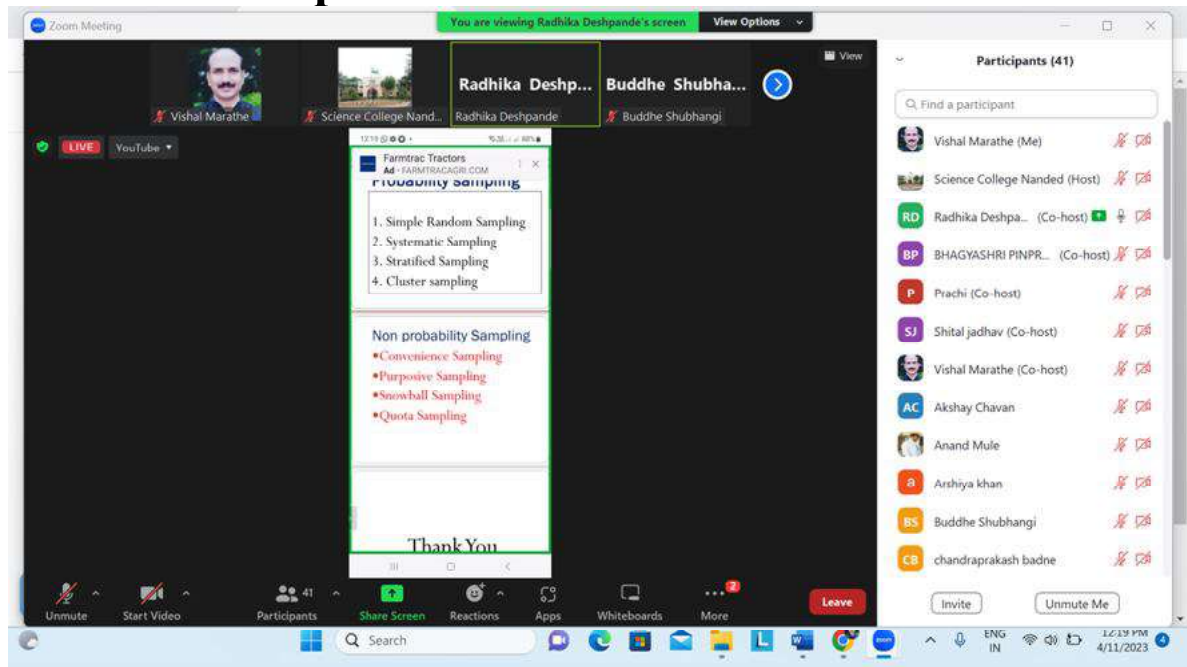 Zoom Meeting
You are viewing Radhika Deshpande's screen View Options
View
Radhika Deshp...
Buddhe Shubha...
Vishal Marathe
Science College Nand...
Radhika Deshpande
Buddhe Shubhangi
LIVE YouTube
12:19
Farmtrac Tractors
Ad - FARMTRACAGRI.COM
Probability Sampling
1. Simple Random Sampling
2. Systematic Sampling
3. Stratified Sampling
4. Cluster sampling
Non probability Sampling
•Convenience Sampling
•Purposive Sampling
•Snowball Sampling
•Quota Sampling
Thank You
Participants (41)
Find a participant
Vishal Marathe (Me)
Science College Nanded (Host)
RD Radhika Deshpa... (Co-host)
BP BHAGYASHRI PINPR... (Co-host)
P Prachi (Co-host)
SJ Shital jadhav (Co-host)
Vishal Marathe (Co-host)
AC Akshay Chavan
Anand Mule
a Arshiya khan
BS Buddhe Shubhangi
CB chandraprakash badne
Invite Unmute Me
41
2
Unmute Start Video Participants Share Screen Reactions Apps Whiteboards More Leave
Search
L
zoom
ENG
IN
12:19 PM
4/11/2023